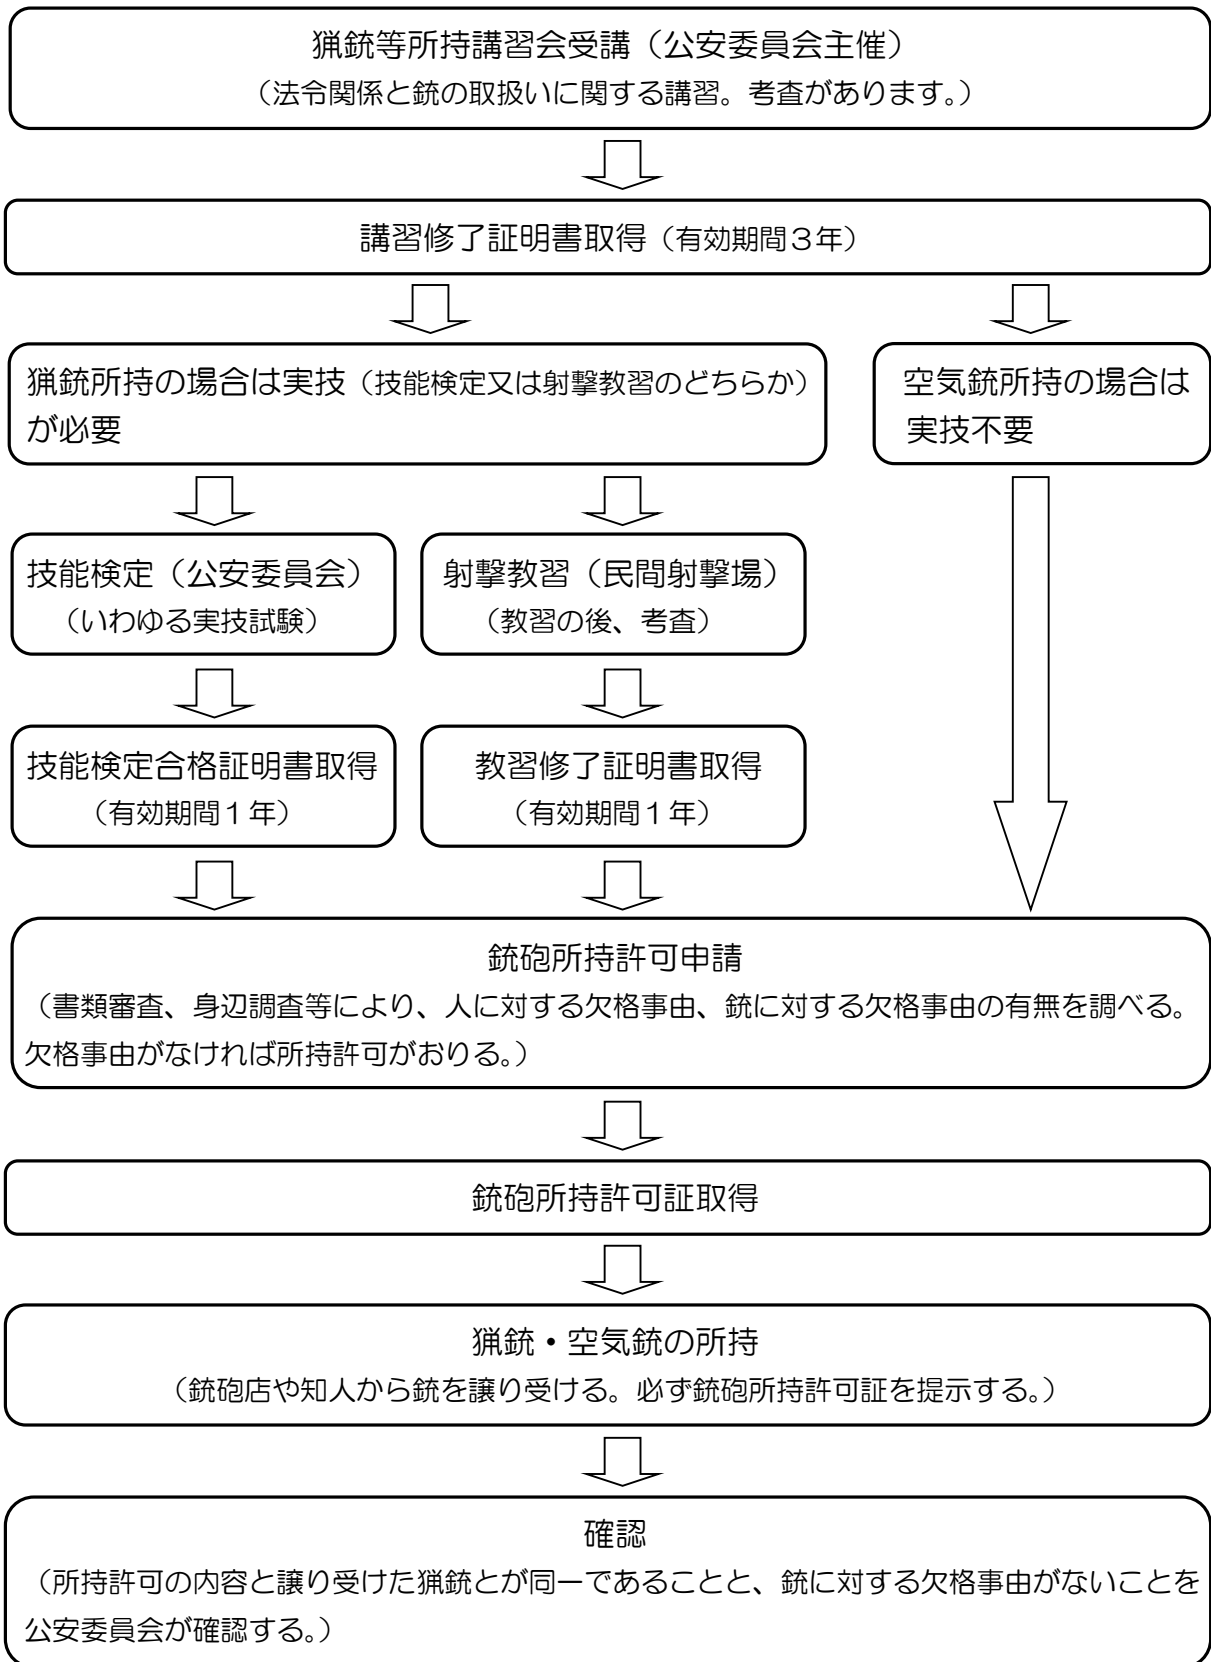 猟銃等所持講習会受講（公安委員会主催）
（法令関係と銃の取扱いに関する講習。考査があります。）
講習修了証明書取得（有効期間３年）
猟銃所持の場合は実技（技能検定又は射撃教習のどちらか）
が必要
空気銃所持の場合は
実技不要
技能検定（公安委員会）
（いわゆる実技試験）
射撃教習（民間射撃場）
（教習の後、考査）
技能検定合格証明書取得
（有効期間１年）
教習修了証明書取得
（有効期間１年）
銃砲所持許可申請
（書類審査、身辺調査等により、人に対する欠格事由、銃に対する欠格事由の有無を調べる。
欠格事由がなければ所持許可がおりる。）
銃砲所持許可証取得
猟銃・空気銃の所持
（銃砲店や知人から銃を譲り受ける。必ず銃砲所持許可証を提示する。）
確認
（所持許可の内容と譲り受けた猟銃とが同一であることと、銃に対する欠格事由がないことを
公安委員会が確認する。）